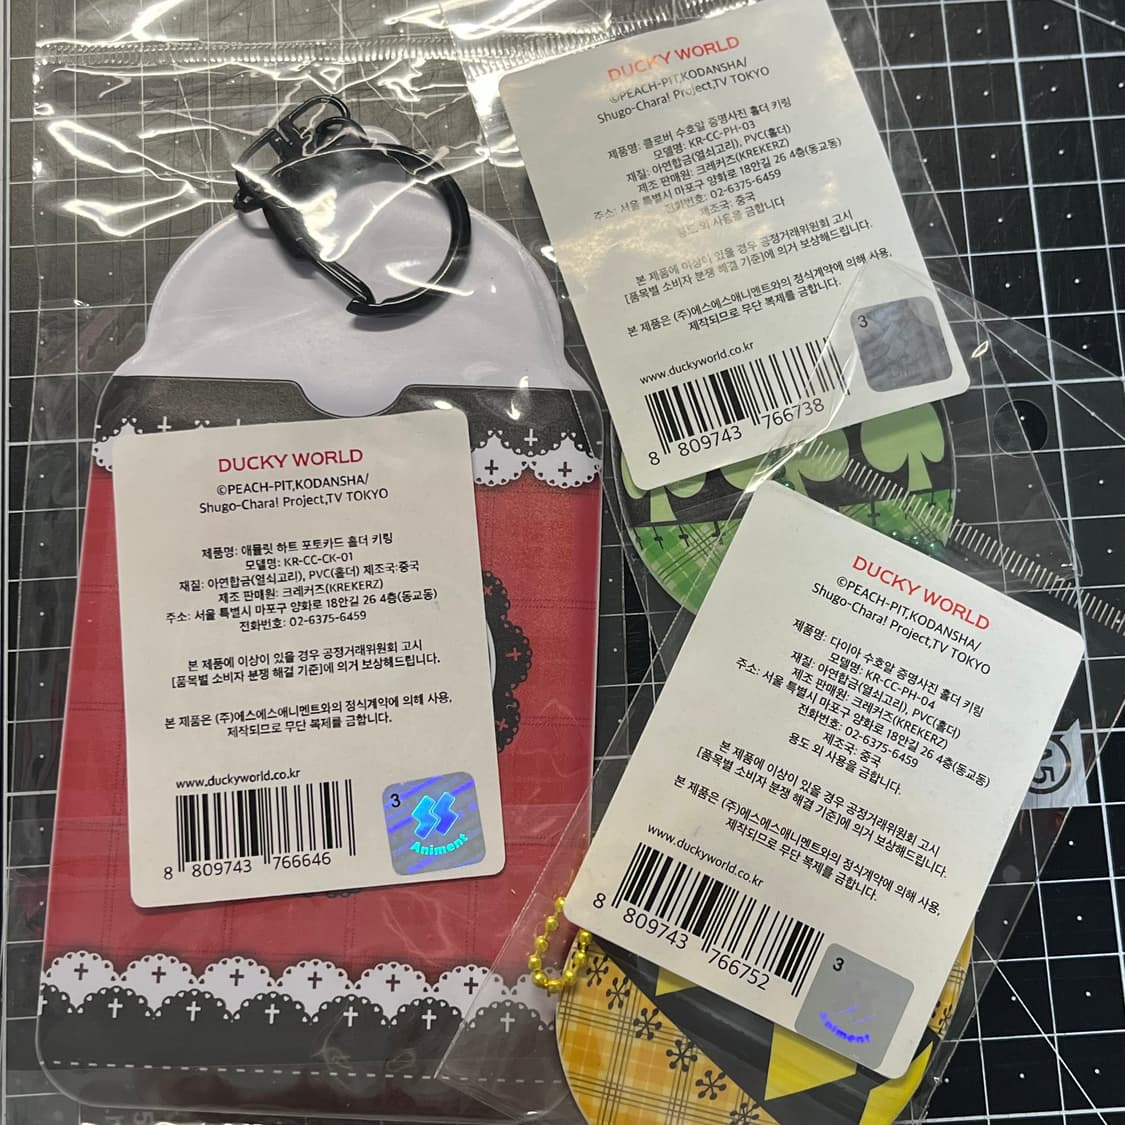 DUCKY WORLD
©PEACH-PIT,KODANSHA/
Shugo-Chara! Project,TV TOKYO
제품명: 클로버 수호알 증명사진 홀더 키링
모델명: KR-CC-PH-03
재질: 아연합금(열쇠고리), PVC(홀더)
제조 판매원: 크레커즈(KREKERZ)
주소: 서울 특별시 마포구 양화로 18안길 26 4층(동교동)
전화번호: 02-6375-6459
제조국: 중국
용도 외 사용을 금합니다
본 제품에 이상이 있을 경우 공정거래위원회 고시
[품목별 소비자 분쟁 해결 기준]에 의거 보상해드립니다.
본 제품은 (주)에스에스애니멘트와의 정식계약에 의해 사용,
제작되므로 무단 복제를 금합니다.
www.duckyworld.co.kr
3
8 809743 766738
DUCKY WORLD
©PEACH-PIT,KODANSHA/
Shugo-Chara! Project,TV TOKYO
제품명: 애뮬릿 하트 포토카드 홀더 키링
모델명: KR-CC-CK-01
재질: 아연합금(열쇠고리), PVC(홀더) 제조국:중국
제조 판매원: 크레커즈(KREKERZ)
주소: 서울 특별시 마포구 양화로 18안길 26 4층(동교동)
전화번호: 02-6375-6459
본 제품에 이상이 있을 경우 공정거래위원회 고시
[품목별 소비자 분쟁 해결 기준]에 의거 보상해드립니다.
본 제품은 (주)에스에스애니멘트와의 정식계약에 의해 사용,
제작되므로 무단 복제를 금합니다.
www.duckyworld.co.kr
3
Animent
8 809743 766646
DUCKY WORLD
©PEACH-PIT,KODANSHA/
Shugo-Chara! Project,TV TOKYO
제품명: 다이아 수호알 증명사진 홀더 키링
모델명: KR-CC-PH-04
재질: 아연합금(열쇠고리), PVC(홀더)
제조 판매원: 크레커즈(KREKERZ)
주소: 서울 특별시 마포구 양화로 18안길 26 4층(동교동)
전화번호: 02-6375-6459
제조국: 중국
용도 외 사용을 금합니다.
본 제품에 이상이 있을 경우 공정거래위원회 고시
[품목별 소비자 분쟁 해결 기준]에 의거 보상해드립니다.
본 제품은 (주)에스에스애니멘트와의 정식계약에 의해 사용,
제작되므로 무단 복제를 금합니다.
www.duckyworld.co.kr
8 809743 766752
3
Animent